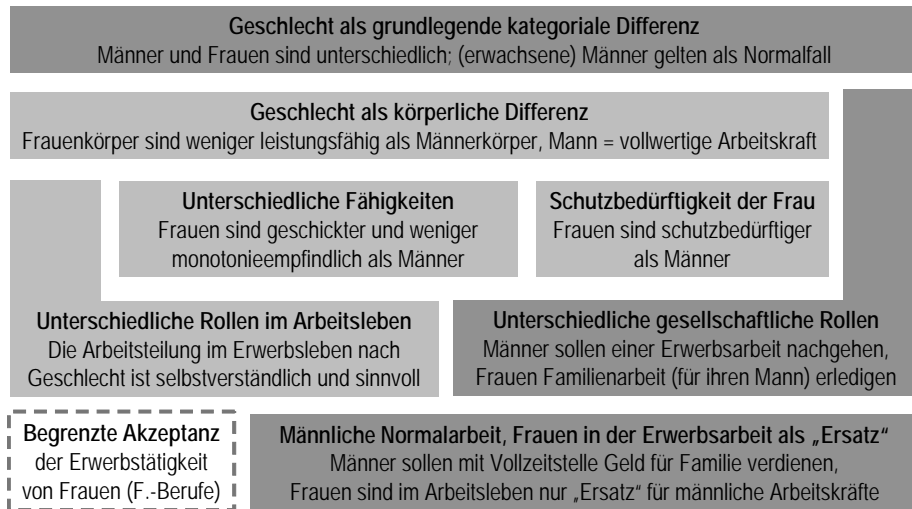 Geschlecht als grundlegende kategoriale Differenz
Männer und Frauen sind unterschiedlich; (erwachsene) Männer gelten als Normalfall
Geschlecht als körperliche Differenz
Frauenkörper sind weniger leistungsfähig als Männerkörper, Mann = vollwertige Arbeitskraft
Unterschiedliche Fähigkeiten
Frauen sind geschickter und weniger
monotonieempfindlich als Männer
Schutzbedürftigkeit der Frau
Frauen sind schutzbedürftiger
als Männer
Unterschiedliche Rollen im Arbeitsleben
Die Arbeitsteilung im Erwerbsleben nach
Geschlecht ist selbstverständlich und sinnvoll
Unterschiedliche gesellschaftliche Rollen
Männer sollen einer Erwerbsarbeit nachgehen,
Frauen Familienarbeit (für ihren Mann) erledigen
Begrenzte Akzeptanz
der Erwerbstätigkeit
von Frauen (F.-Berufe)
Männliche Normalarbeit, Frauen in der Erwerbsarbeit als „Ersatz“
Männer sollen mit Vollzeitstelle Geld für Familie verdienen,
Frauen sind im Arbeitsleben nur „Ersatz“ für männliche Arbeitskräfte